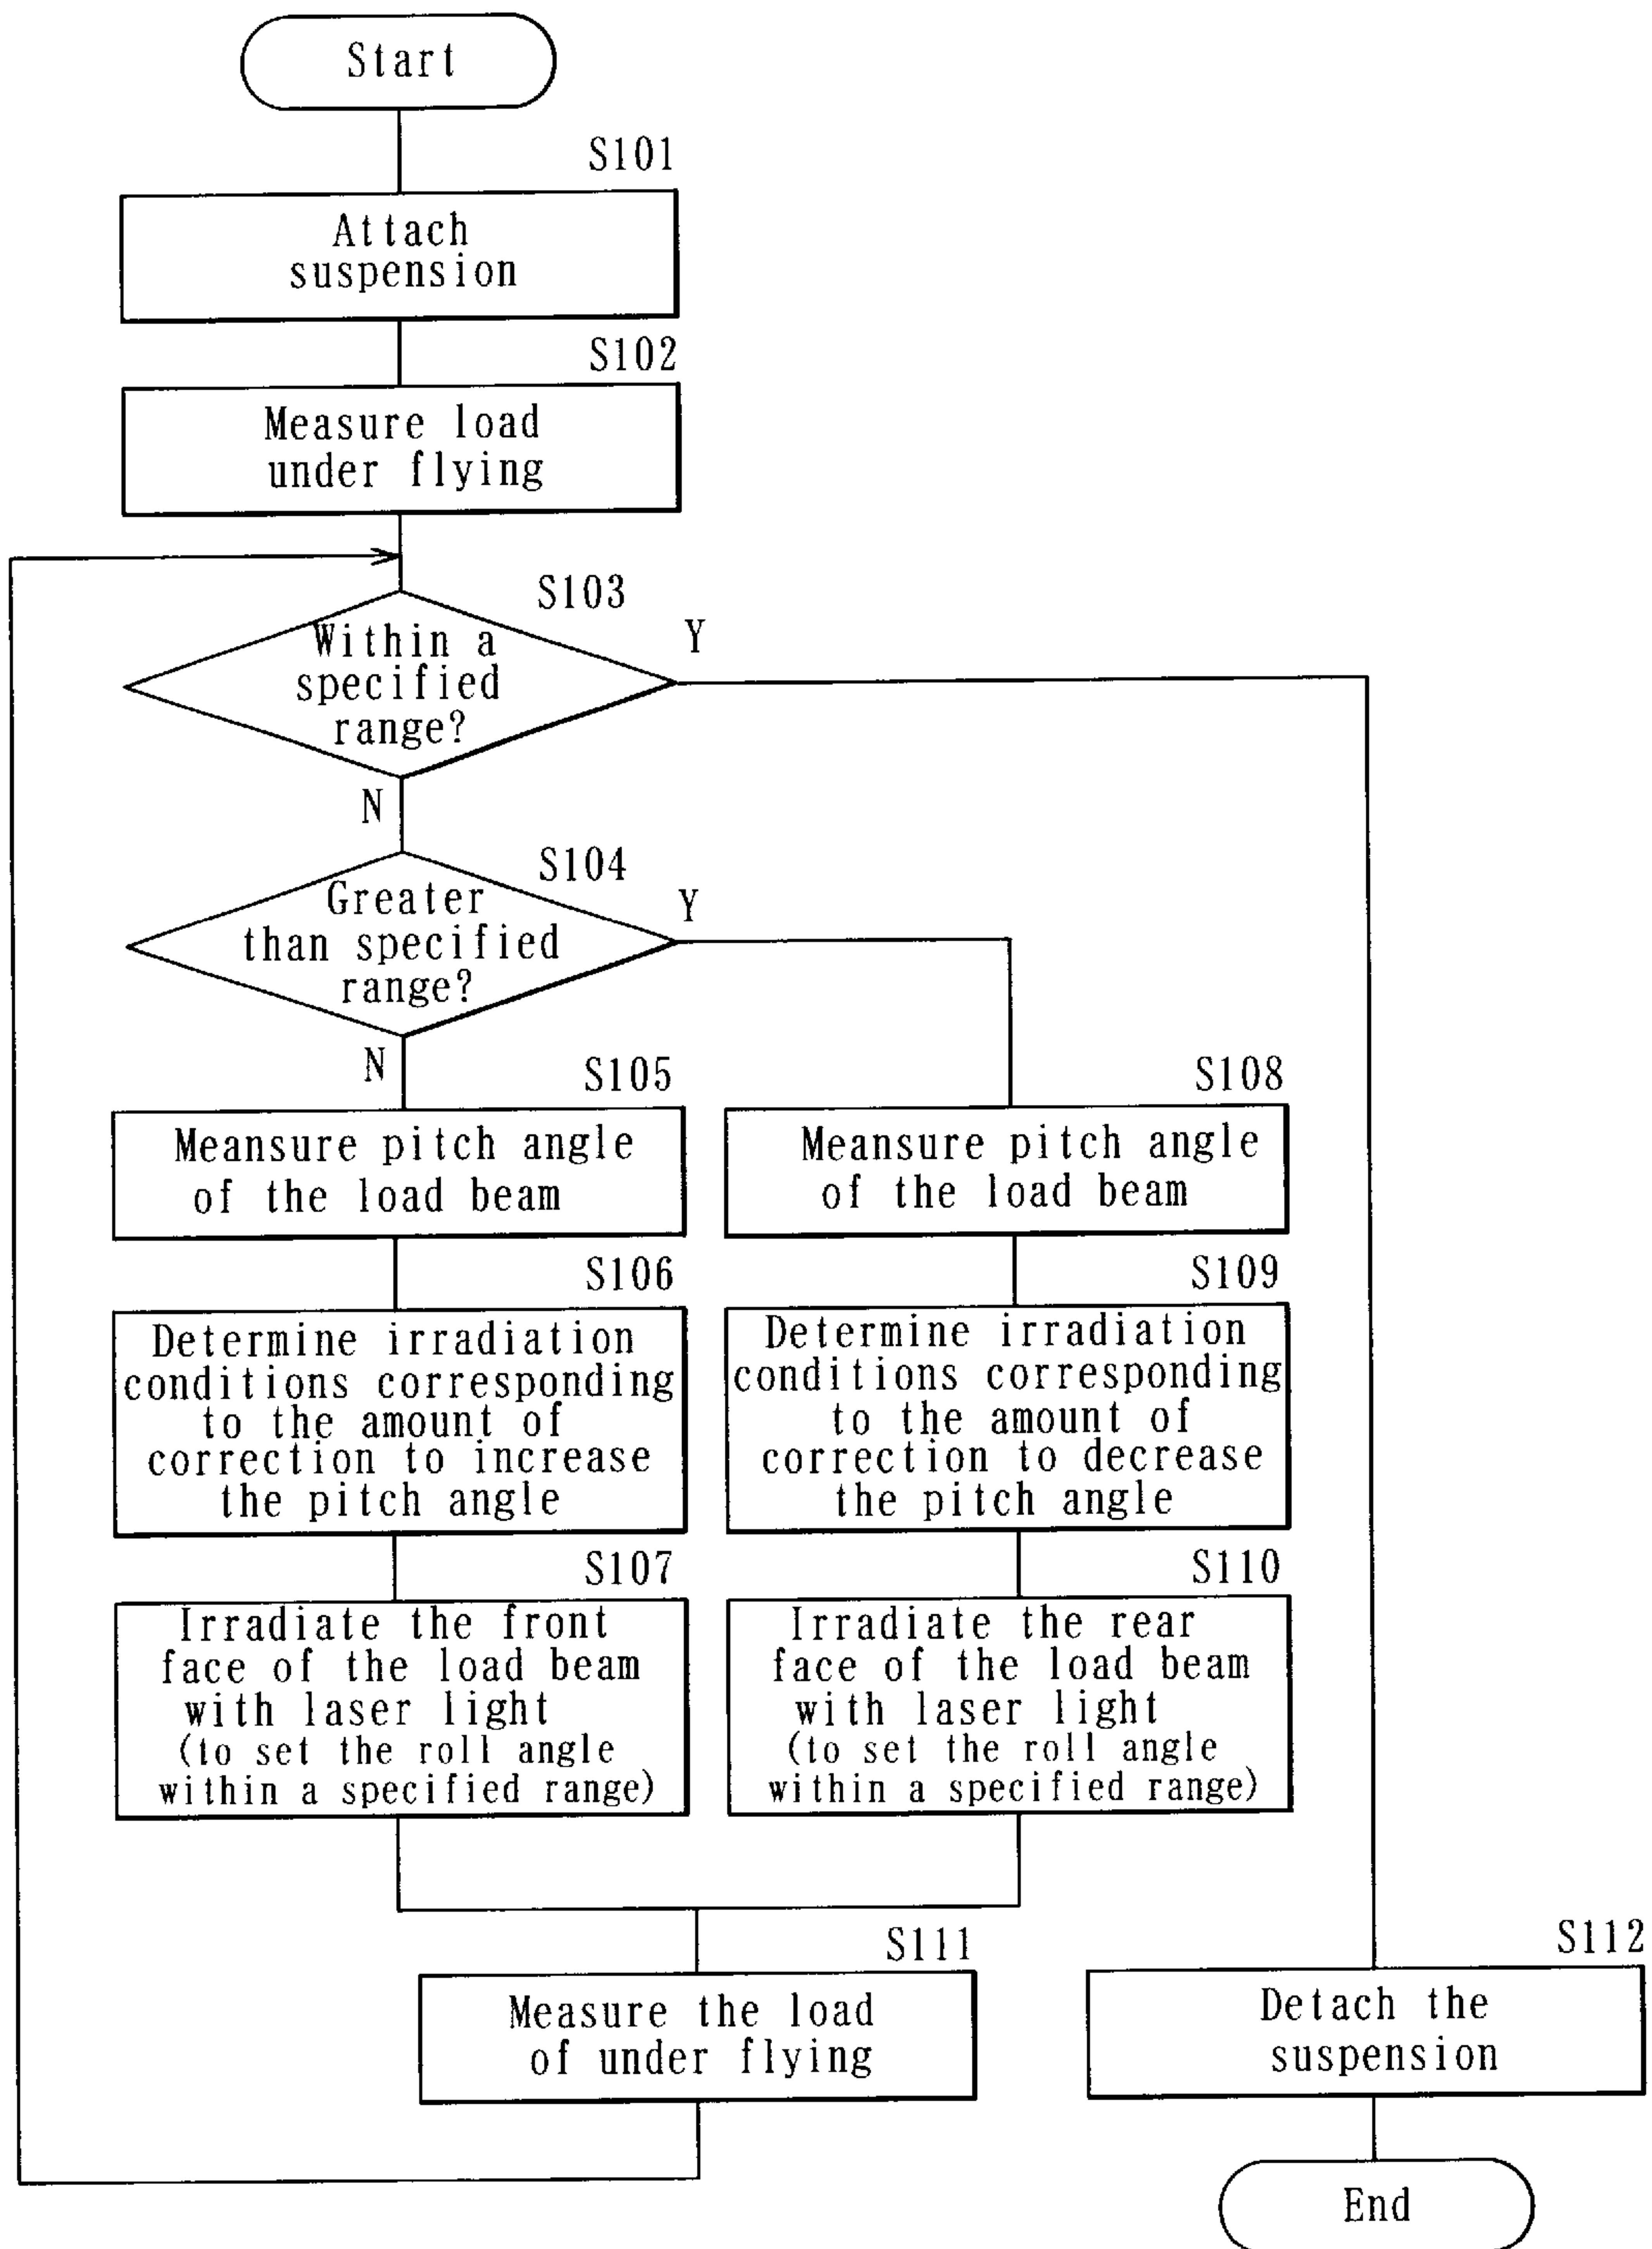 Start
S101
Attach
suspension
S102
Measure load
under flying
S103
Within a
specified
range?
Y
N
S104
Greater
than specified
range?
Y
N
S105
Meansure pitch angle
of the load beam
S106
Determine irradiation
conditions corresponding
to the amount of
correction to increase
the pitch angle
S107
Irradiate the front
face of the load beam
with laser light
(to set the roll angle
within a specified range)
S108
Meansure pitch angle
of the load beam
S109
Determine irradiation
conditions corresponding
to the amount of
correction to decrease
the pitch angle
S110
Irradiate the rear
face of the load beam
with laser light
(to set the roll angle
within a specified range)
S111
Measure the load
of under flying
S112
Detach the
suspension
End